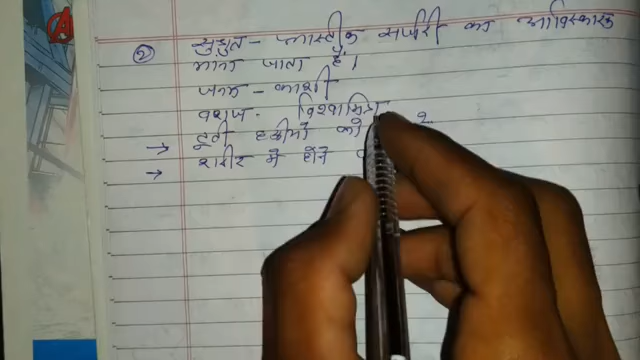 ② सुश्रुत - प्लास्टीक सर्जरी का आविस्कारक
माना जाता है।
जन्म - काशी
वंशज - विश्वामित्र
→ टूटी हड्डीयों को
→ शरीर में होने